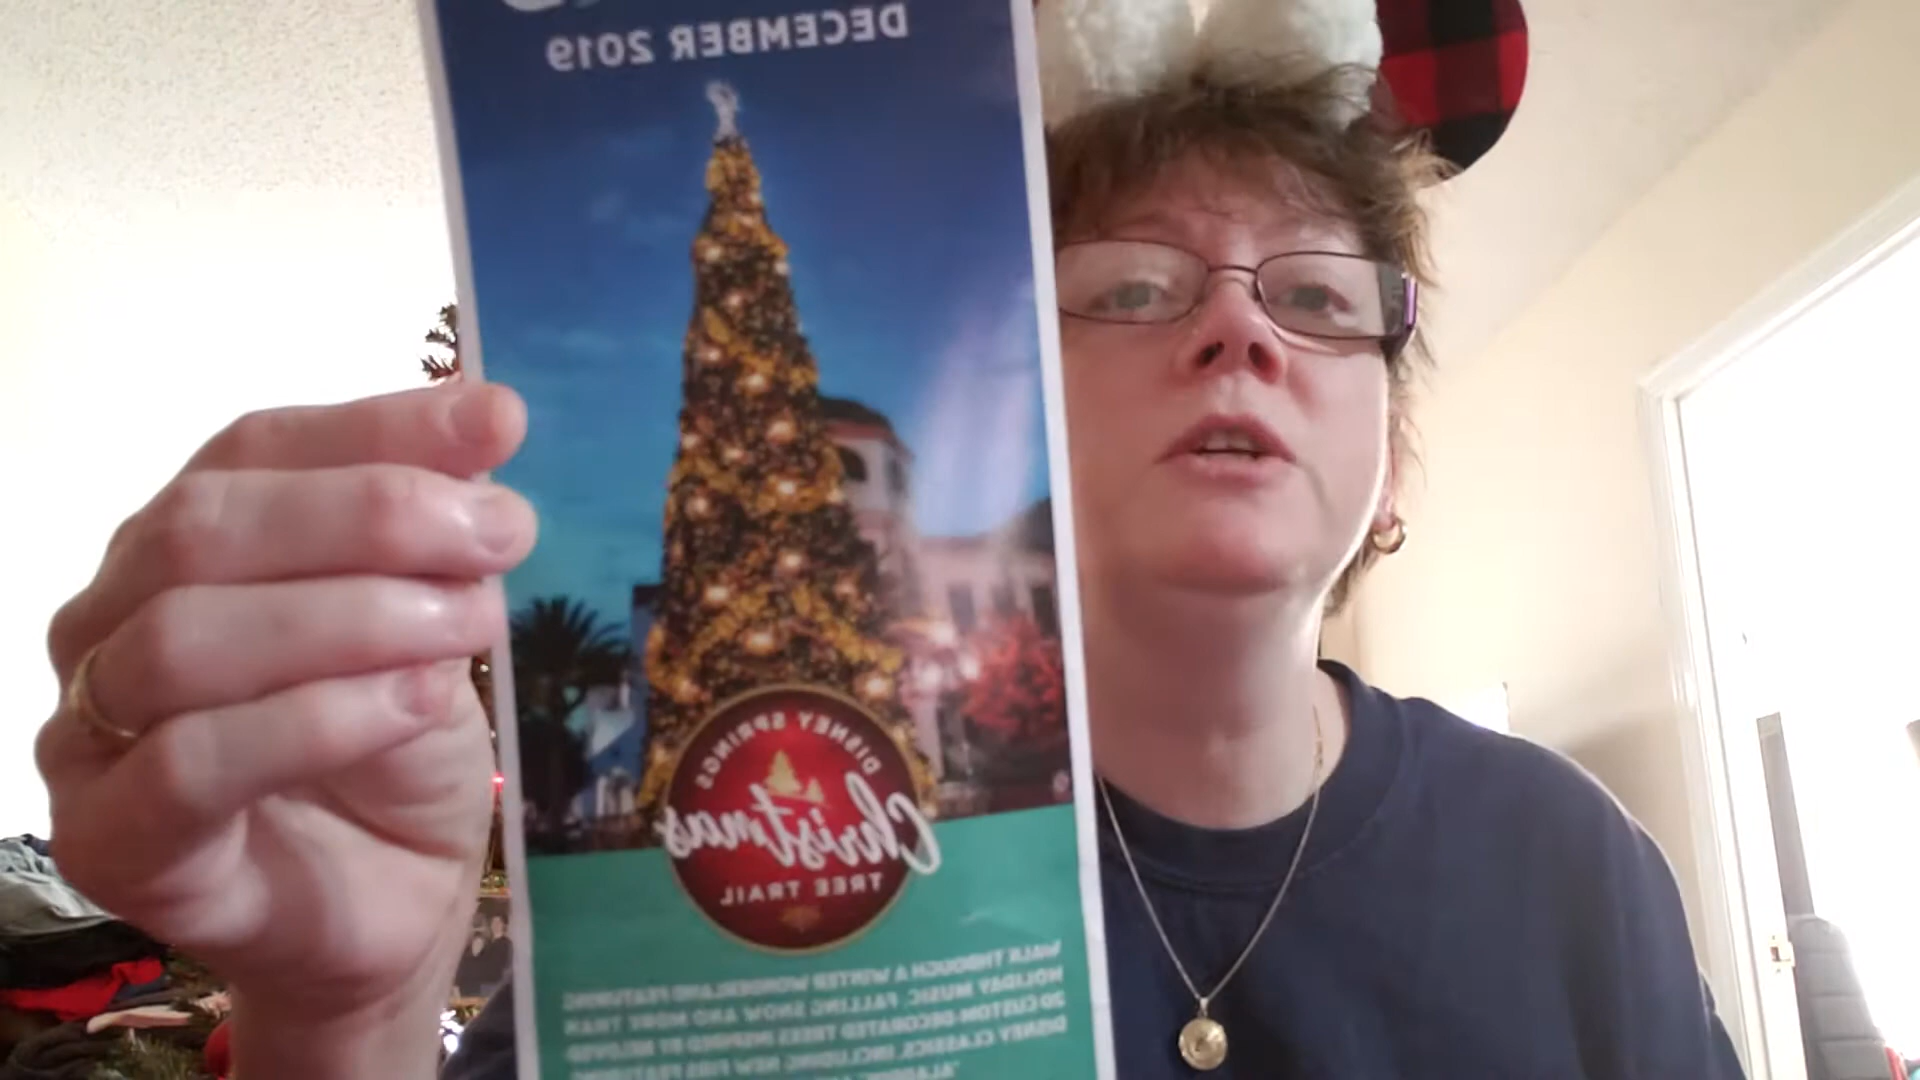 DECEMBER 2019
DISNEY SPRINGS
Christmas
TREE TRAIL
WALK THROUGH A WINTER WONDERLAND FEATURING
HOLIDAY MUSIC, FALLING SNOW AND MORE THAN
20 CUSTOM-DECORATED TREES INSPIRED BY BELOVED
DISNEY CLASSICS, INCLUDING NEW FIRS FEATURING